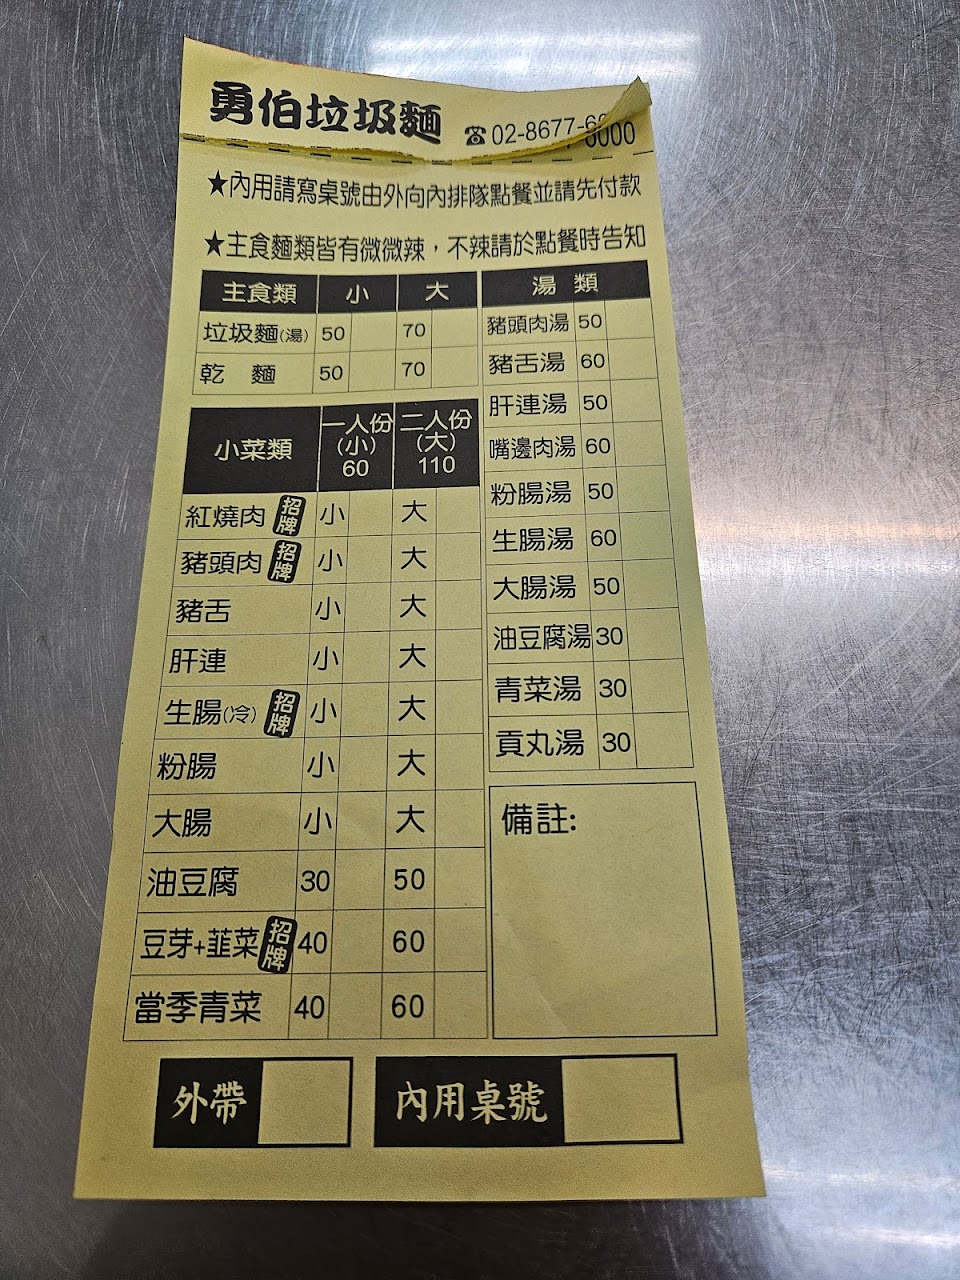 勇伯垃圾麵
☎02-8677-6
6000
★內用請寫桌號由外向內排隊點餐並請先付款
★主食麵類皆有微微辣，不辣請於點餐時告知
主食類 小 大
垃圾麵(湯) 50 70
乾 麵 50 70
小菜類 一人份(小)60 二人份(大)110
紅燒肉 招牌 小 大
豬頭肉 招牌 小 大
豬舌 小 大
肝連 小 大
生腸(冷) 招牌 小 大
粉腸 小 大
大腸 小 大
油豆腐 30 50
豆芽+韮菜 招牌 40 60
當季青菜 40 60
湯 類
豬頭肉湯 50
豬舌湯 60
肝連湯 50
嘴邊肉湯 60
粉腸湯 50
生腸湯 60
大腸湯 50
油豆腐湯 30
青菜湯 30
貢丸湯 30
備註:
外帶
內用桌號